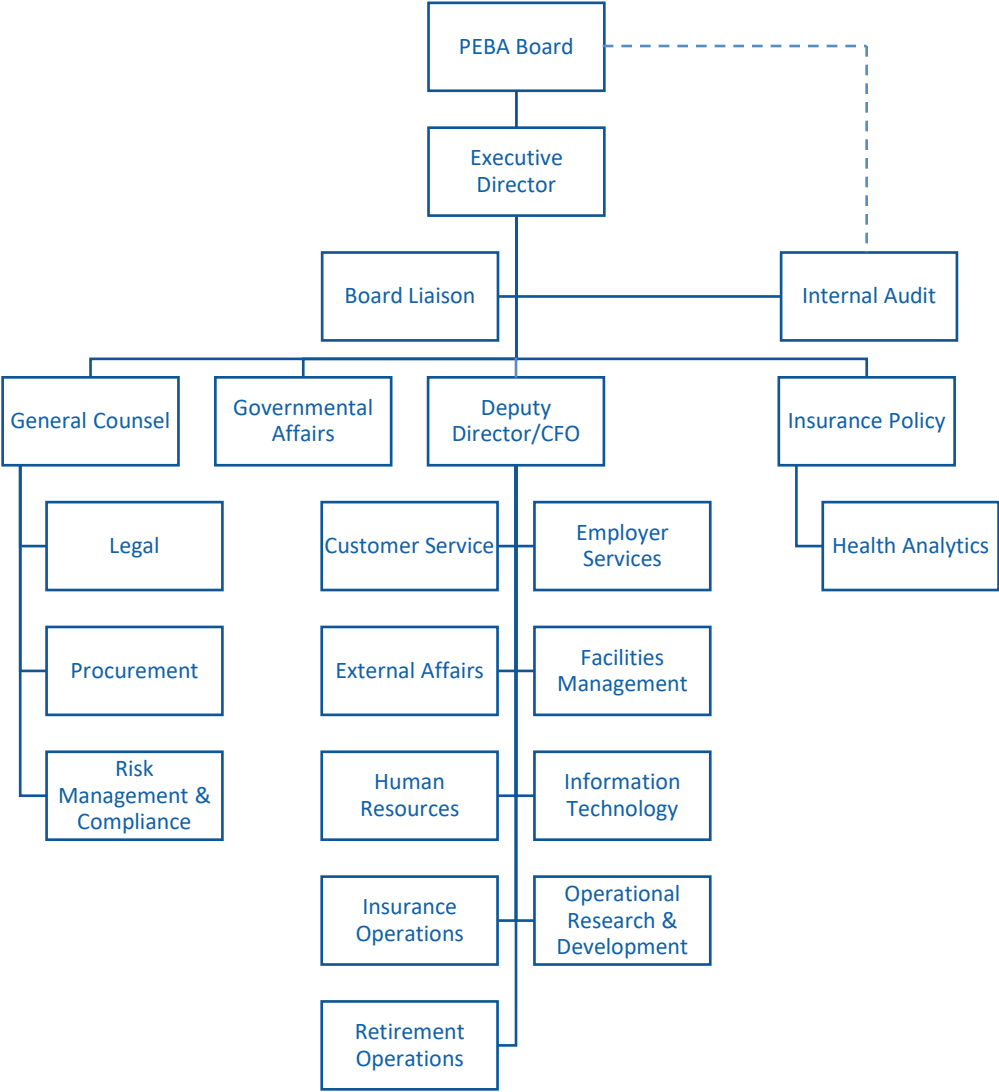 PEBA Board
Executive
Director
Board Liaison
Internal Audit
General Counsel
Governmental
Affairs
Deputy
Director/CFO
Insurance Policy
Legal
Customer Service
Employer
Services
Health Analytics
Procurement
External Affairs
Facilities
Management
Risk
Management &
Compliance
Human
Resources
Information
Technology
Insurance
Operations
Operational
Research &
Development
Retirement
Operations